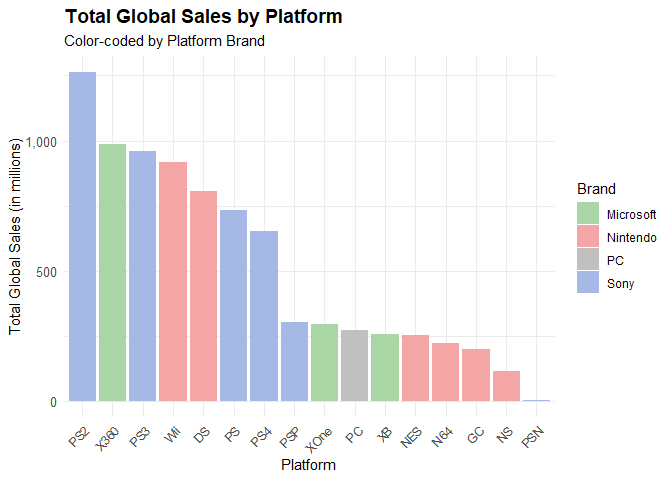 Total Global Sales by Platform
Color-coded by Platform Brand
Total Global Sales (in millions)
1,000
500
0
PS2 X360 PS3 Wii DS PS PS4 PSP XOne PC XB NES N64 GC NS PSN
Platform
Brand
Microsoft
Nintendo
PC
Sony